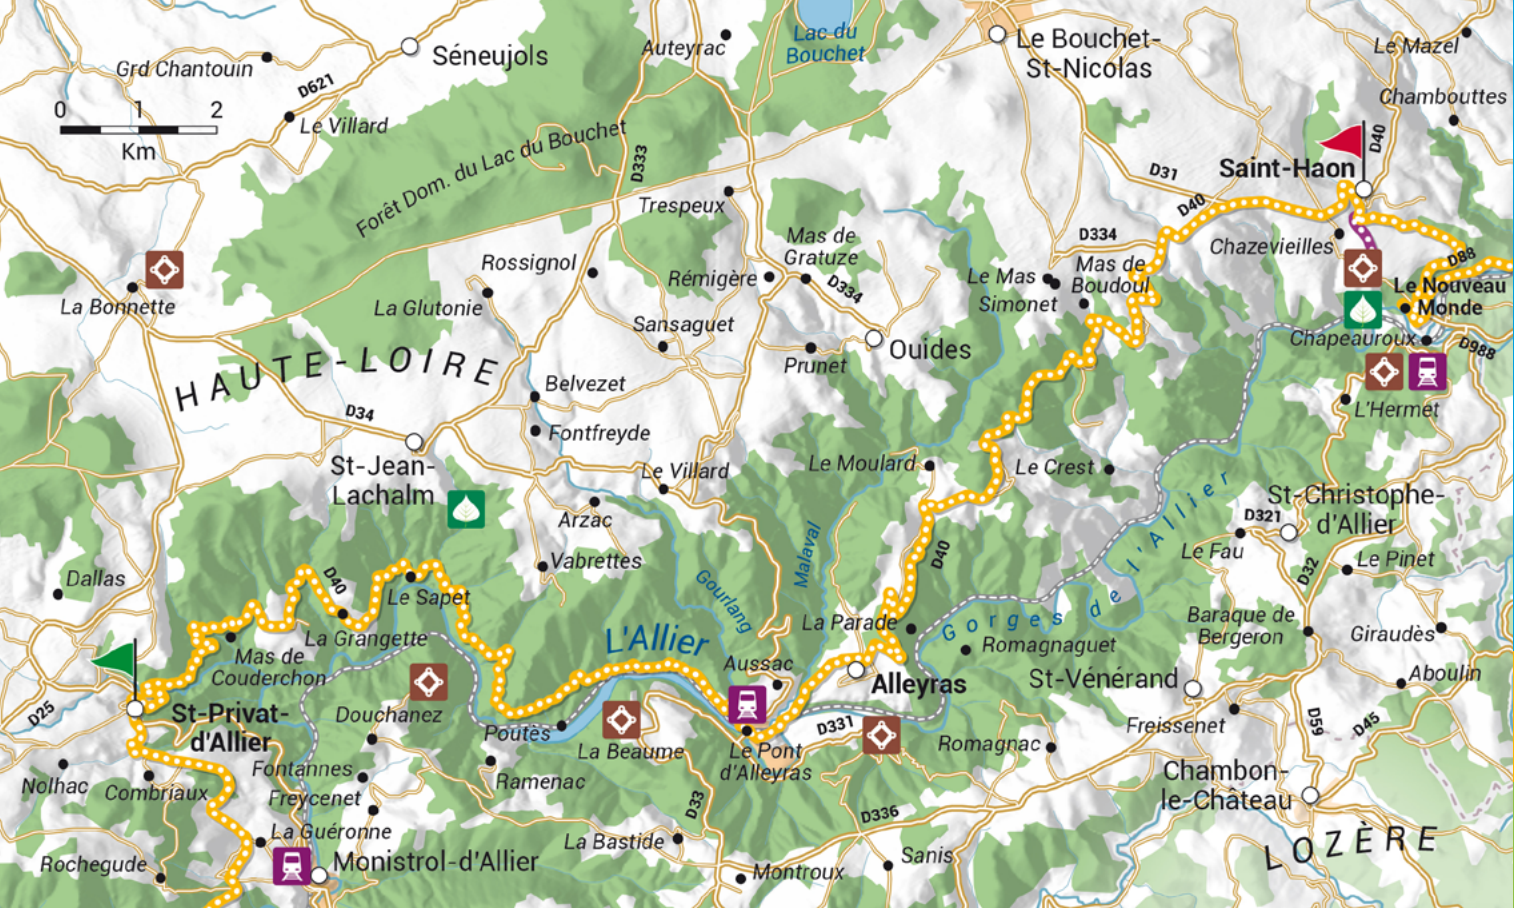 Lac du
Bouchet
Auteyrac
Le Bouchet-
St-Nicolas
Le Mazel
Séneujols
Grd Chantouin
D621
0 1 2
Km
Le Villard
Chambouttes
D40
Forêt Dom. du Lac du Bouchet
D333
D31
Saint-Haon
Trespeux
D40
Mas de
Gratuze
D334
Chazevieilles
D88
La Bonnette
Rossignol
Rémigère
D334
Le Mas
Simonet
Mas de
Boudoul
Le Nouveau
Monde
La Glutonie
Sansaguet
Ouides
Prunet
Chapeauroux
D988
HAUTE-LOIRE
Belvezet
L'Hermet
D34
Fontfreyde
St-Jean-
Lachalm
Le Villard
Le Moulard
Le Crest
Arzac
St-Christophe-
d'Allier
D321
Le Fau
Vabrettes
Malaval
D40
Gorges de l'Allier
Le Pinet
D32
Dallas
D40
Le Sapet
Gourlang
La Grangette
La Parade
Baraque de
Bergeron
Giraudès
L'Allier
Romagnaguet
Mas de
Couderchon
Aussac
Alleyras
St-Vénérand
Aboulin
D25
St-Privat-
d'Allier
Douchanez
Poutès
La Beaume
Le Pont
d'Alleyras
D331
Romagnac
Freissenet
D59
D45
Nolhac
Combriaux
Fontannes
Freycenet
Ramenac
Chambon-
le-Château
D33
D336
La Guéronne
La Bastide
LOZÈRE
Rochegude
Monistrol-d'Allier
Montroux
Sanis